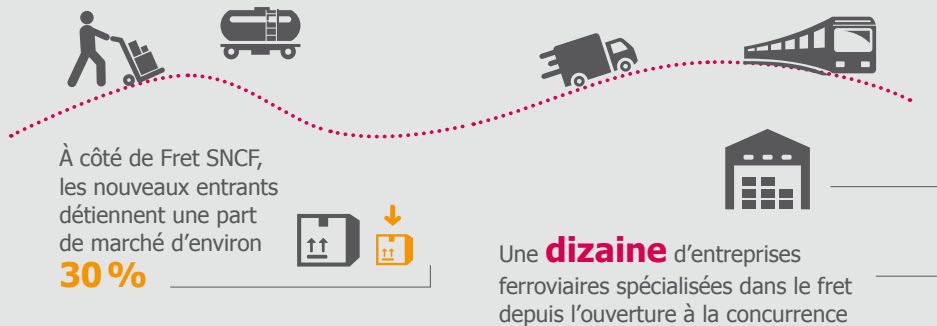 À côté de Fret SNCF,
les nouveaux entrants
détiennent une part
de marché d’environ
30 %
Une dizaine d’entreprises
ferroviaires spécialisées dans le fret
depuis l’ouverture à la concurrence